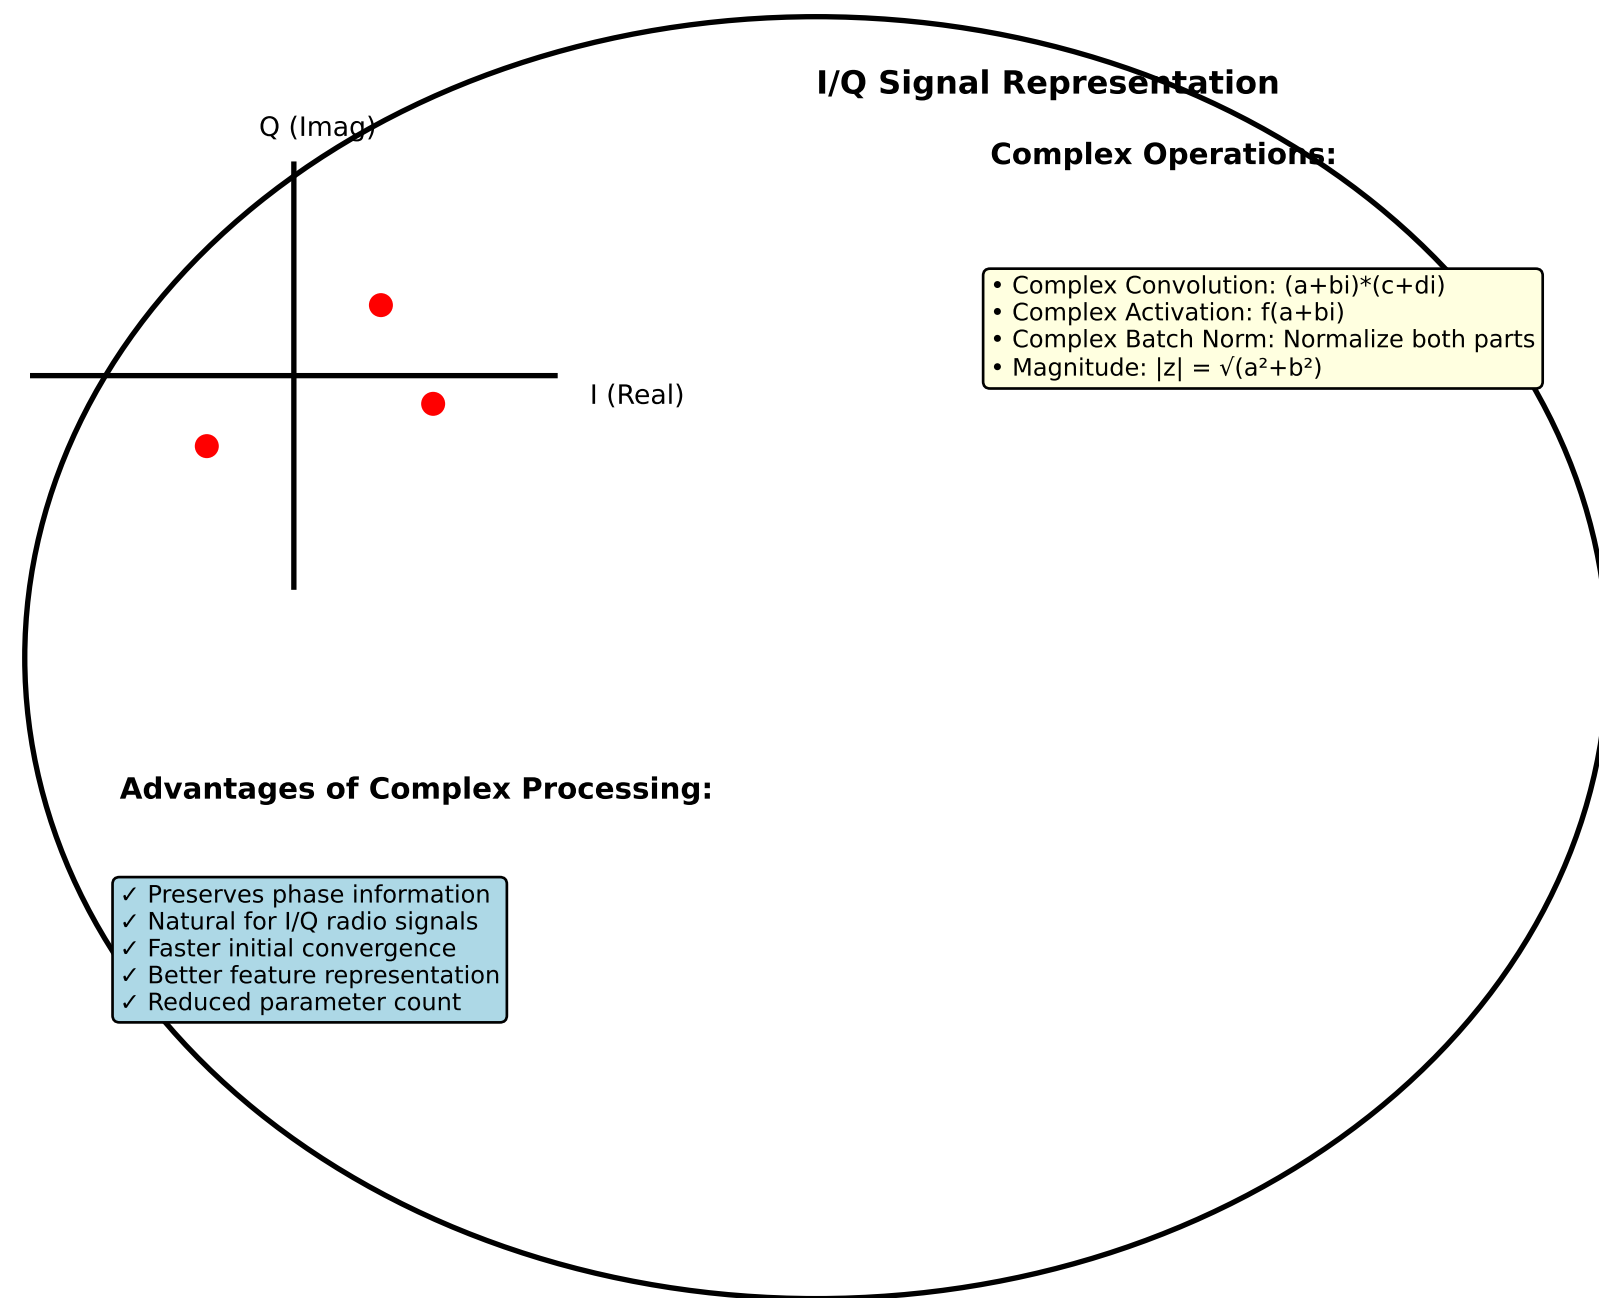 I/Q Signal Representation
Q (Imag)
I (Real)
Complex Operations:
• Complex Convolution: (a+bi)*(c+di)
• Complex Activation: f(a+bi)
• Complex Batch Norm: Normalize both parts
• Magnitude: |z| = √(a²+b²)
Advantages of Complex Processing:
✓ Preserves phase information
✓ Natural for I/Q radio signals
✓ Faster initial convergence
✓ Better feature representation
✓ Reduced parameter count